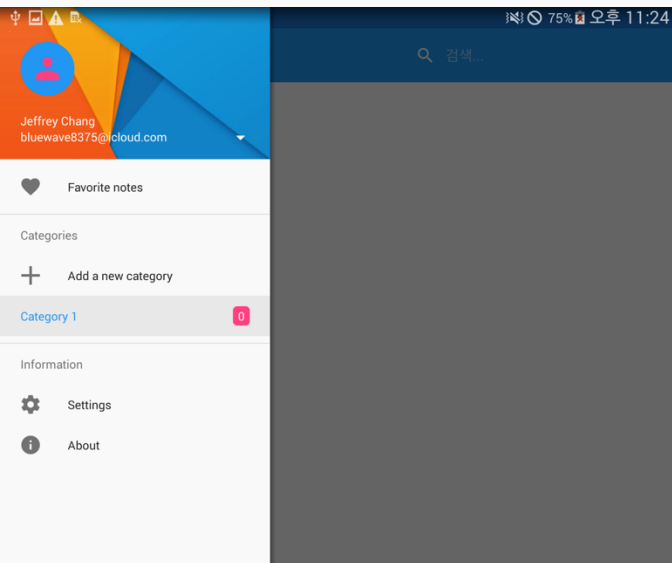 75% 오후 11:24
검색...
Jeffrey Chang
bluewave8375@icloud.com
Favorite notes
Categories
Add a new category
Category 1 0
Information
Settings
About